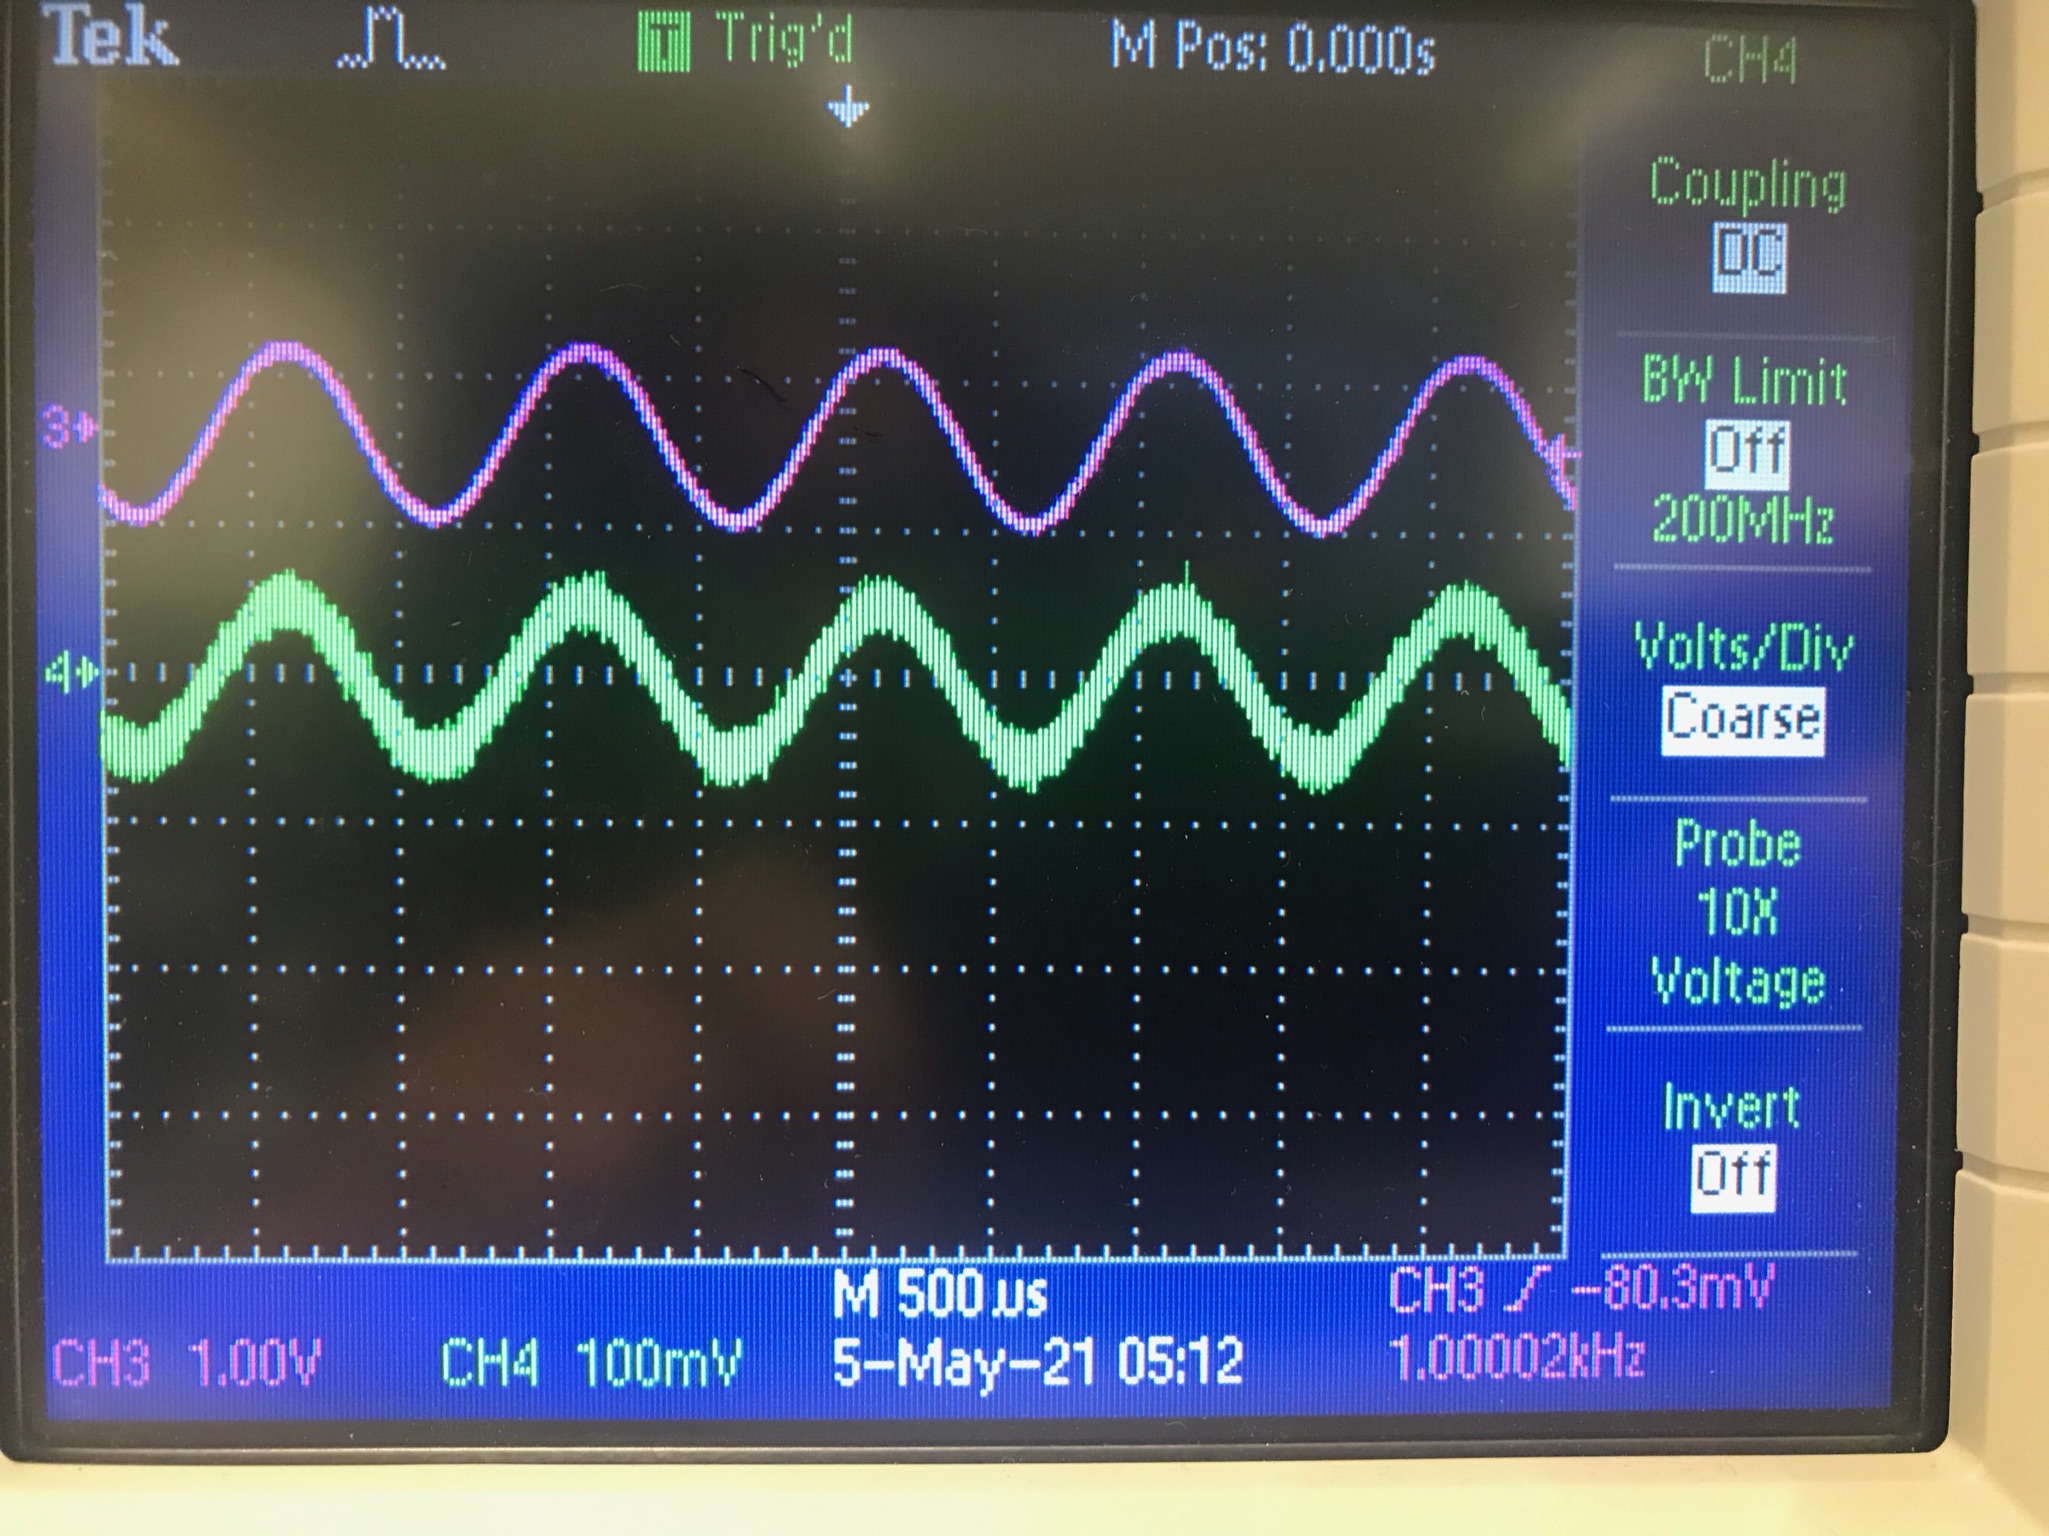 Tek Trig'd M Pos: 0.000s CH4
Coupling
DC
BW Limit
Off
200MHz
3
Volts/Div
Coarse
4
Probe
10X
Voltage
Invert
Off
M 500µs CH3 -80.3mV
CH3 1.00V CH4 100mV 5-May-21 05:12 1.00002kHz